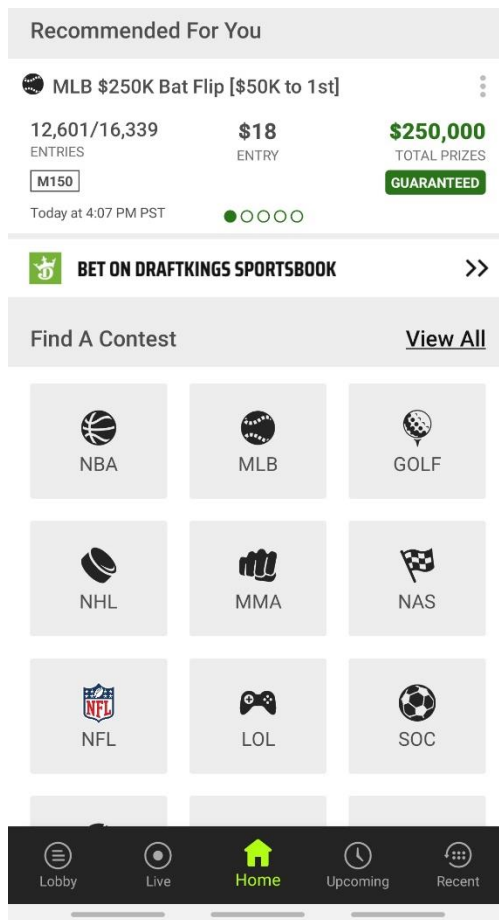 Recommended For You
MLB $250K Bat Flip [$50K to 1st]
12,601/16,339 $18 $250,000
ENTRIES ENTRY TOTAL PRIZES
M150 GUARANTEED
Today at 4:07 PM PST
BET ON DRAFTKINGS SPORTSBOOK >>
Find A Contest View All
NBA MLB GOLF
NHL MMA NAS
NFL
NFL LOL SOC
Lobby Live Home Upcoming Recent